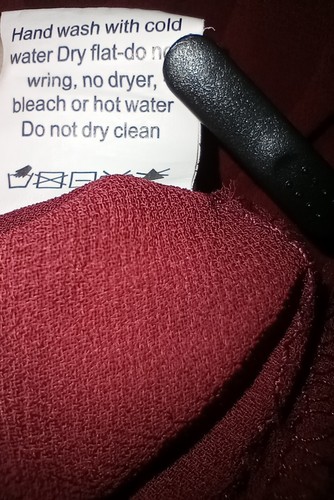 Hand wash with cold
water Dry flat-do no
wring, no dryer,
bleach or hot water
Do not dry clean